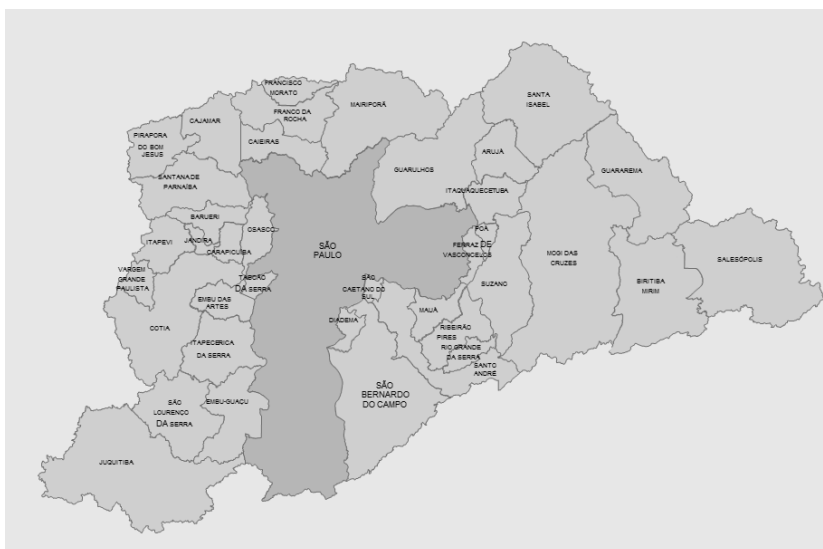 FRANCISCO
MORATO
MAIRIPORÃ
SANTA
ISABEL
CAJAMAR
FRANCO DA
ROCHA
PIRAPORA
DO BOM
JESUS
CAIEIRAS
ARUJÁ
GUARULHOS
GUARAREMA
SANTANA DE
PARNAÍBA
ITAQUAQUECETUBA
BARUERI
OSASCO
POÁ
ITAPEVI
JANDIRA
CARAPICUÍBA
SÃO
PAULO
FERRAZ DE
VASCONCELOS
MOGI DAS
CRUZES
SALESÓPOLIS
VARGEM
GRANDE
PAULISTA
TABOÃO
DA SERRA
SÃO
CAETANO DO
SUL
SUZANO
BIRITIBA
MIRIM
EMBU DAS
ARTES
MAUÁ
DIADEMA
COTIA
RIBEIRÃO
PIRES
ITAPECERICA
DA SERRA
RIO GRANDE
DA SERRA
SANTO
ANDRÉ
SÃO
BERNARDO
DO CAMPO
SÃO
LOURENÇO
DA SERRA
EMBU-GUAÇU
JUQUITIBA